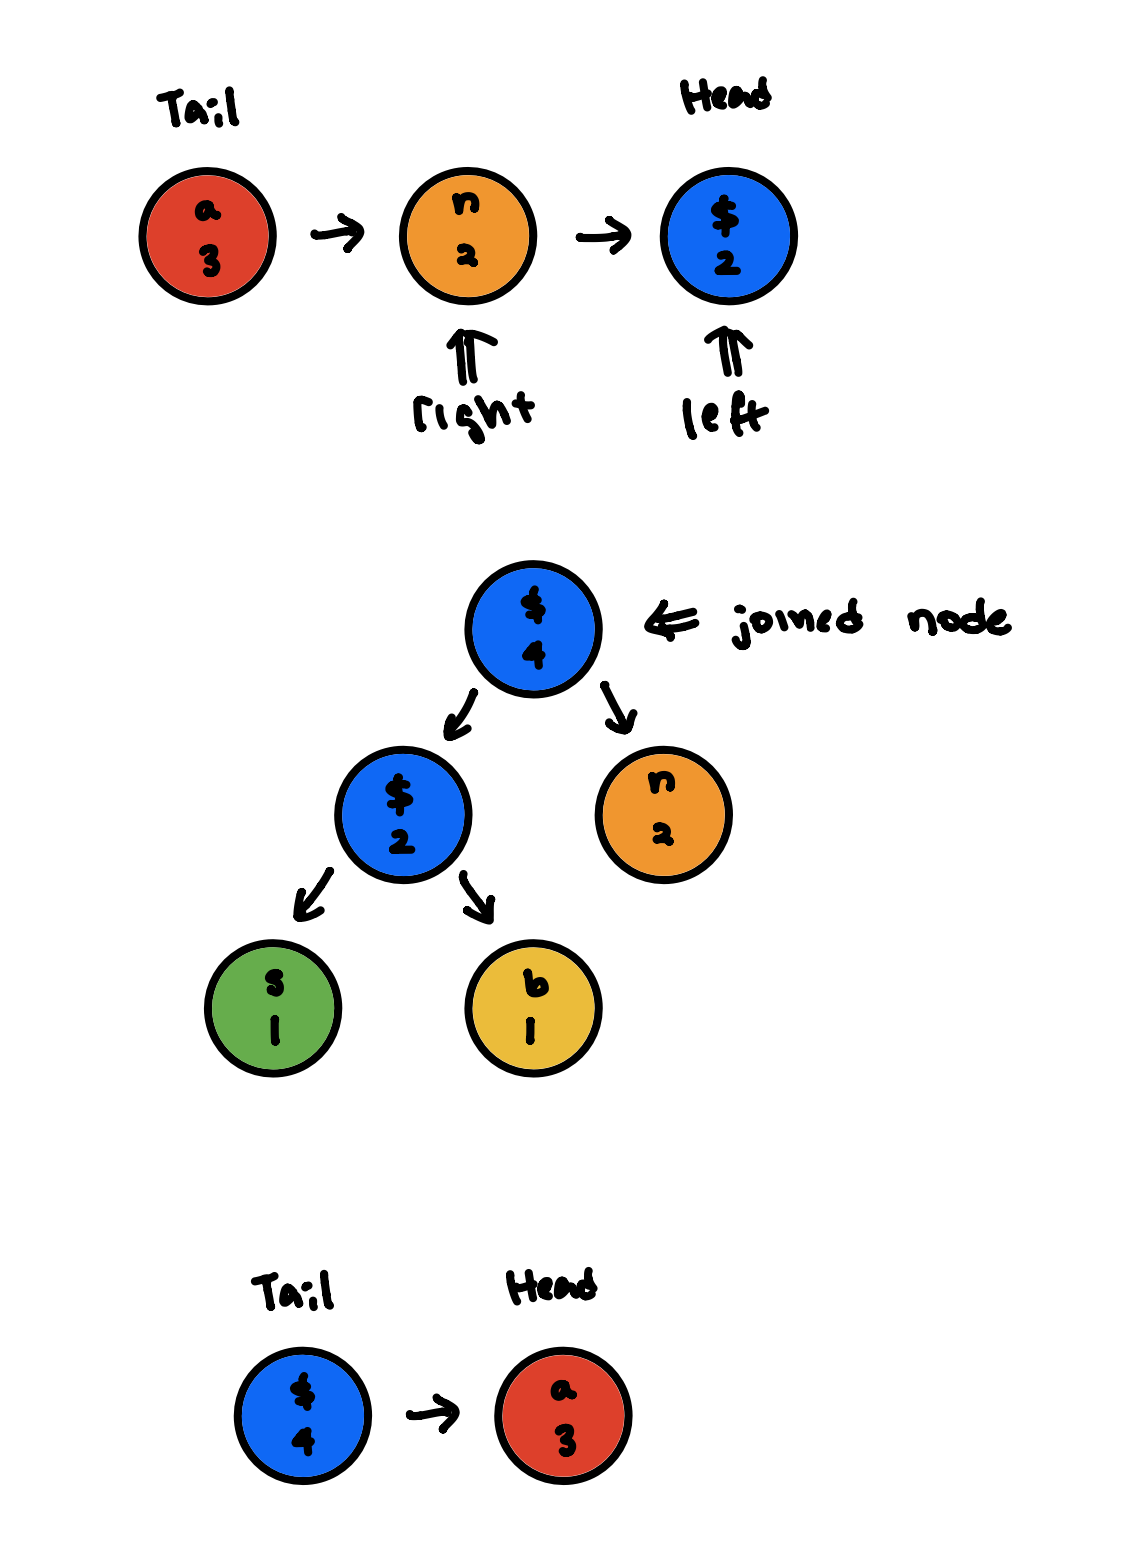 Tail Head
a n $
3 2 2
right left
$
4
joined node
$ n
2 2
s b
1 1
Tail Head
$ a
4 3